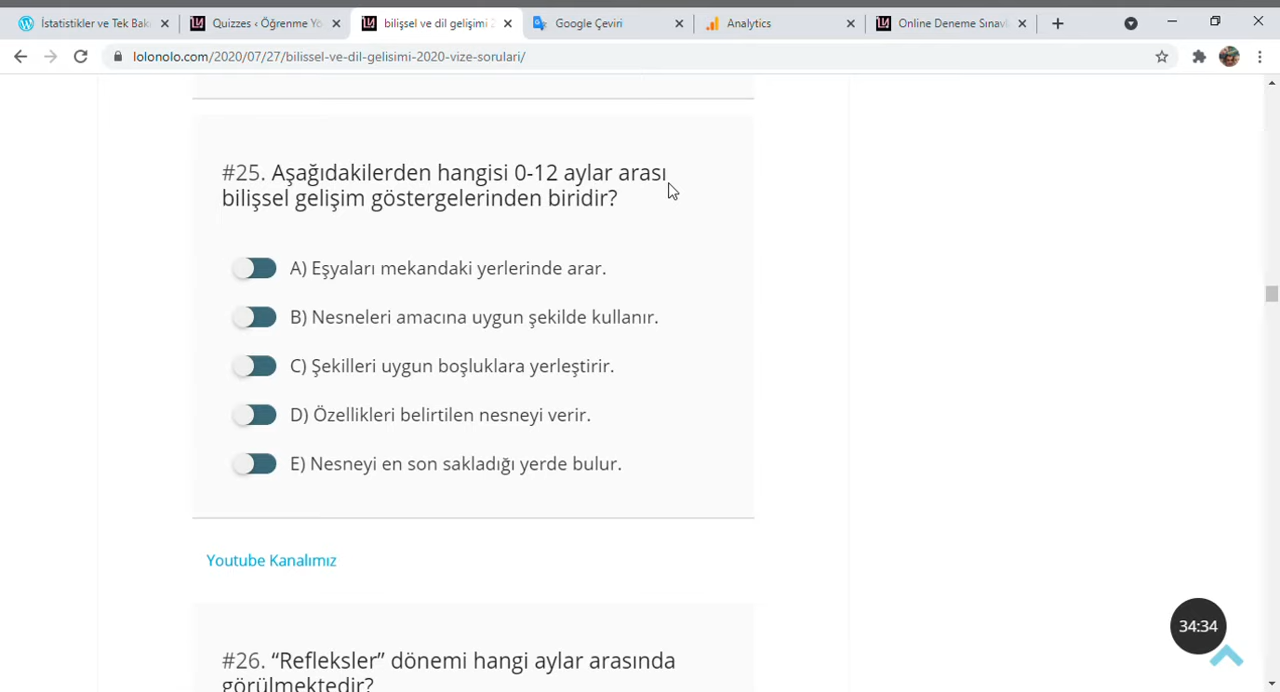 İstatistikler ve Tek Bak
Quizzes ‹ Öğrenme Yö
bilişsel ve dil gelişimi 2
Google Çeviri
Analytics
Online Deneme Sınavla
lolonolo.com/2020/07/27/bilissel-ve-dil-gelisimi-2020-vize-sorulari/
#25. Aşağıdakilerden hangisi 0-12 aylar arası
bilişsel gelişim göstergelerinden biridir?
A) Eşyaları mekandaki yerlerinde arar.
B) Nesneleri amacına uygun şekilde kullanır.
C) Şekilleri uygun boşluklara yerleştirir.
D) Özellikleri belirtilen nesneyi verir.
E) Nesneyi en son sakladığı yerde bulur.
Youtube Kanalımız
34:34
#26. “Refleksler” dönemi hangi aylar arasında
görülmektedir?